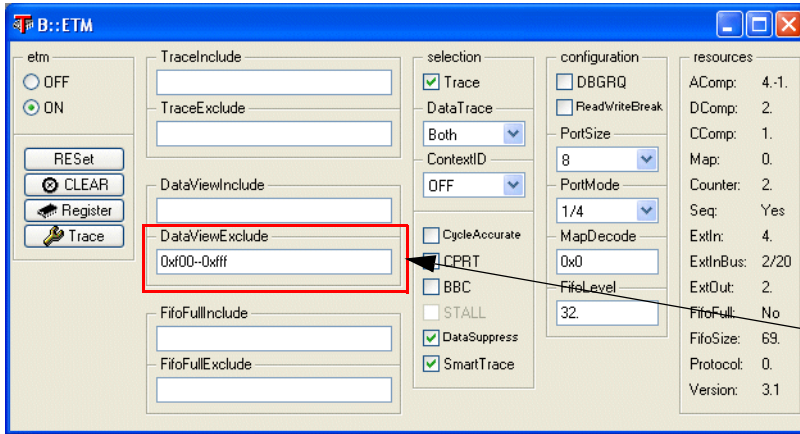 B::ETM
etm
OFF
ON
RESet
CLEAR
Register
Trace
TraceInclude
TraceExclude
DataViewInclude
DataViewExclude
0xf00--0xfff
FifoFullInclude
FifoFullExclude
selection
Trace
DataTrace
Both
ContextID
OFF
CycleAccurate
CPRT
BBC
STALL
DataSuppress
SmartTrace
configuration
DBGRQ
ReadWriteBreak
PortSize
8
PortMode
1/4
MapDecode
0x0
FifoLevel
32.
resources
AComp: 4.-1.
DComp: 2.
CComp: 1.
Map: 0.
Counter: 2.
Seq: Yes
ExtIn: 4.
ExtInBus: 2/20
ExtOut: 2.
FifoFull: No
FifoSize: 69.
Protocol: 0.
Version: 3.1